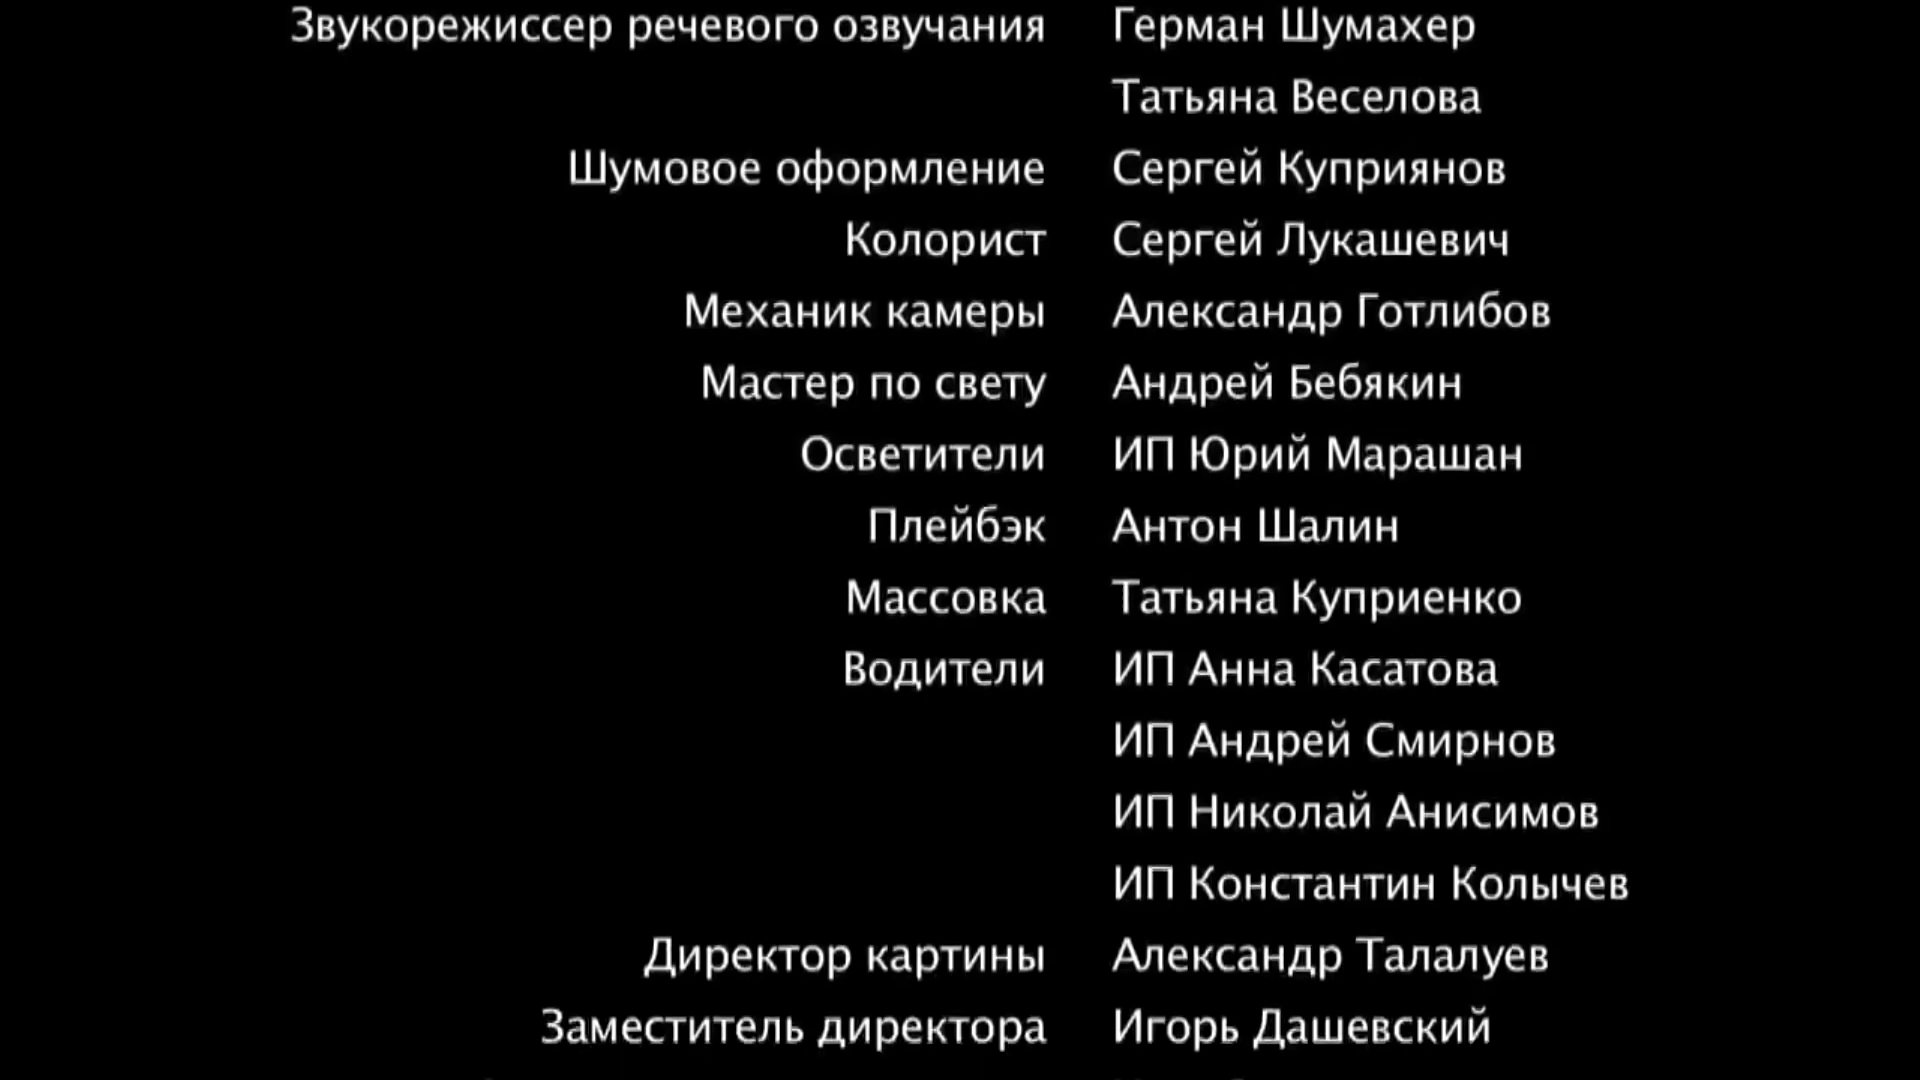 Звукорежиссер речевого озвучания Герман Шумахер
Татьяна Веселова
Шумовое оформление Сергей Куприянов
Колорист Сергей Лукашевич
Механик камеры Александр Готлибов
Мастер по свету Андрей Бебякин
Осветители ИП Юрий Марашан
Плейбэк Антон Шалин
Массовка Татьяна Куприенко
Водители ИП Анна Касатова
ИП Андрей Смирнов
ИП Николай Анисимов
ИП Константин Колычев
Директор картины Александр Талалуев
Заместитель директора Игорь Дашевский